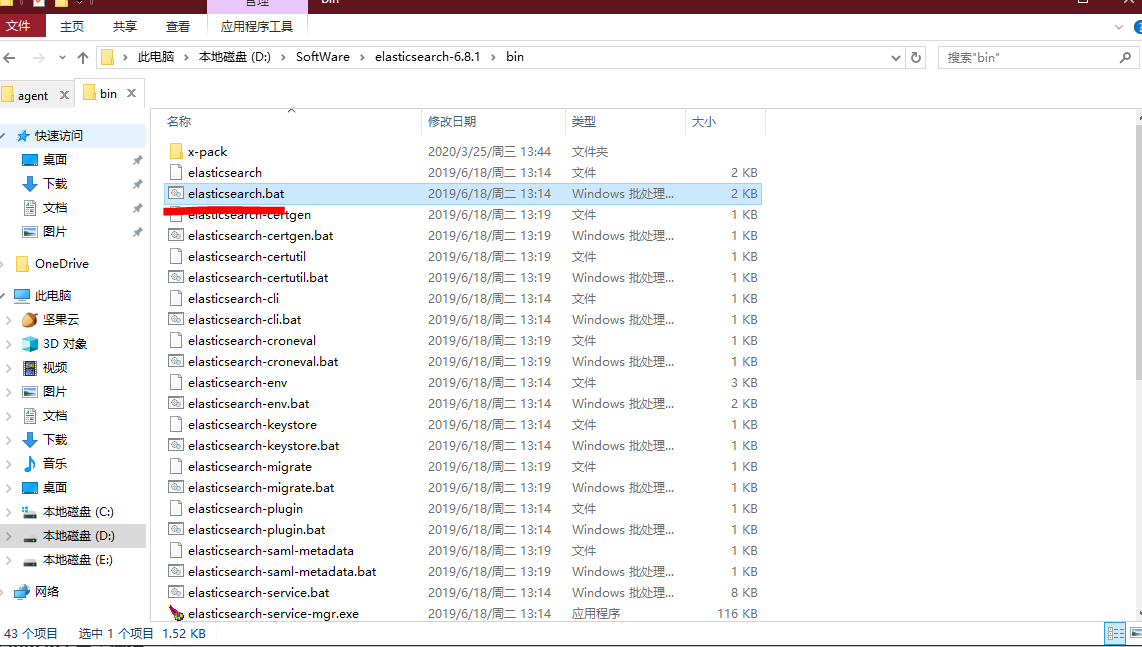 管理
bin
文件 主页 共享 查看 应用程序工具
此电脑 › 本地磁盘 (D:) › SoftWare › elasticsearch-6.8.1 › bin
搜索"bin"
agent
bin
名称 修改日期 类型 大小
快速访问
桌面
下载
文档
图片
OneDrive
此电脑
坚果云
3D 对象
视频
图片
文档
下载
音乐
桌面
本地磁盘 (C:)
本地磁盘 (D:)
本地磁盘 (E:)
网络
x-pack 2020/3/25/周三 13:44 文件夹
elasticsearch 2019/6/18/周二 13:14 文件 2 KB
elasticsearch.bat 2019/6/18/周二 13:14 Windows 批处理... 2 KB
elasticsearch-certgen 2019/6/18/周二 13:19 文件 1 KB
elasticsearch-certgen.bat 2019/6/18/周二 13:19 Windows 批处理... 1 KB
elasticsearch-certutil 2019/6/18/周二 13:19 文件 1 KB
elasticsearch-certutil.bat 2019/6/18/周二 13:19 Windows 批处理... 1 KB
elasticsearch-cli 2019/6/18/周二 13:14 文件 1 KB
elasticsearch-cli.bat 2019/6/18/周二 13:14 Windows 批处理... 1 KB
elasticsearch-croneval 2019/6/18/周二 13:19 文件 1 KB
elasticsearch-croneval.bat 2019/6/18/周二 13:19 Windows 批处理... 1 KB
elasticsearch-env 2019/6/18/周二 13:14 文件 3 KB
elasticsearch-env.bat 2019/6/18/周二 13:14 Windows 批处理... 2 KB
elasticsearch-keystore 2019/6/18/周二 13:14 文件 1 KB
elasticsearch-keystore.bat 2019/6/18/周二 13:14 Windows 批处理... 1 KB
elasticsearch-migrate 2019/6/18/周二 13:19 文件 1 KB
elasticsearch-migrate.bat 2019/6/18/周二 13:19 Windows 批处理... 1 KB
elasticsearch-plugin 2019/6/18/周二 13:14 文件 1 KB
elasticsearch-plugin.bat 2019/6/18/周二 13:14 Windows 批处理... 1 KB
elasticsearch-saml-metadata 2019/6/18/周二 13:19 文件 1 KB
elasticsearch-saml-metadata.bat 2019/6/18/周二 13:19 Windows 批处理... 1 KB
elasticsearch-service.bat 2019/6/18/周二 13:14 Windows 批处理... 8 KB
elasticsearch-service-mgr.exe 2019/6/18/周二 13:14 应用程序 116 KB
43 个项目 选中 1 个项目 1.52 KB